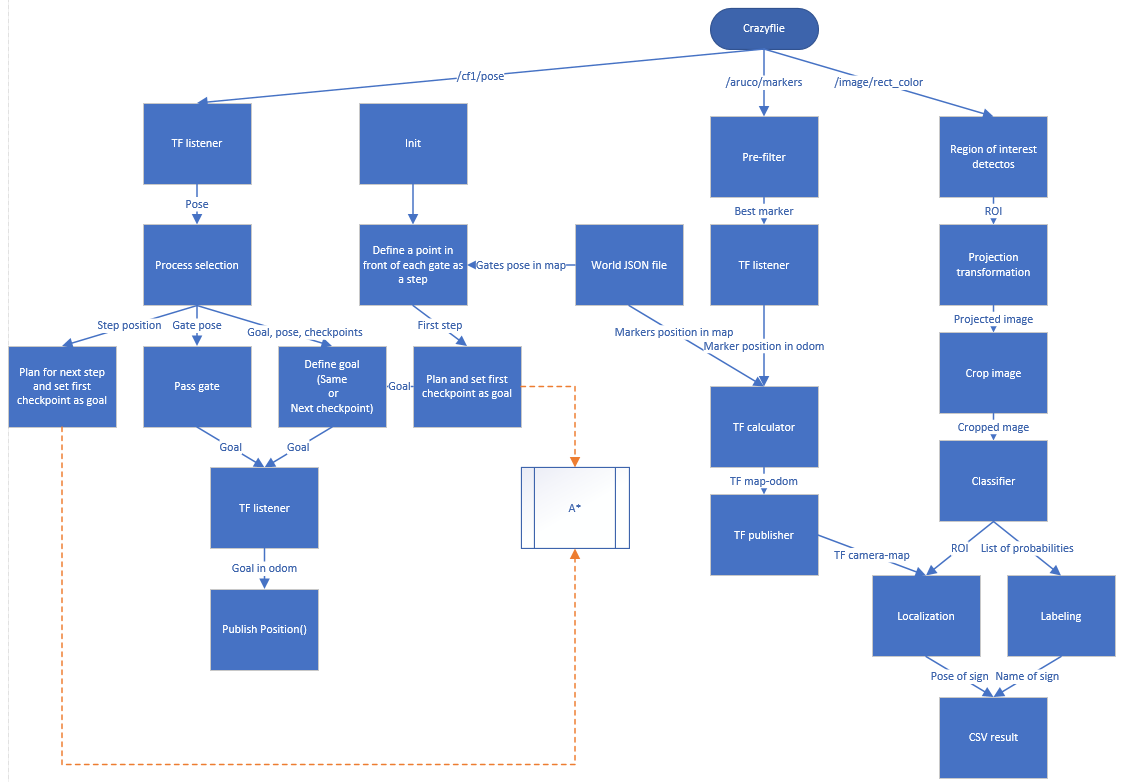 Crazyflie
/cf1/pose
/aruco/markers
/image/rect_color
TF listener
Init
Pre-filter
Region of interest
detectos
Pose
Best marker
ROI
Process selection
Define a point in
front of each gate as
a step
Gates pose in map
World JSON file
TF listener
Projection
transformation
Step position
Gate pose
Goal, pose, checkpoints
First step
Markers position in map
Marker position in odom
Projected image
Plan for next step
and set first
checkpoint as goal
Pass gate
Define goal
(Same
or
Next checkpoint)
Goal
Plan and set first
checkpoint as goal
Crop image
TF calculator
Cropped mage
Goal
Goal
TF map-odom
Classifier
TF listener
A*
TF publisher
TF camera-map
ROI
List of probabilities
Goal in odom
Publish Position()
Localization
Labeling
Pose of sign
Name of sign
CSV result